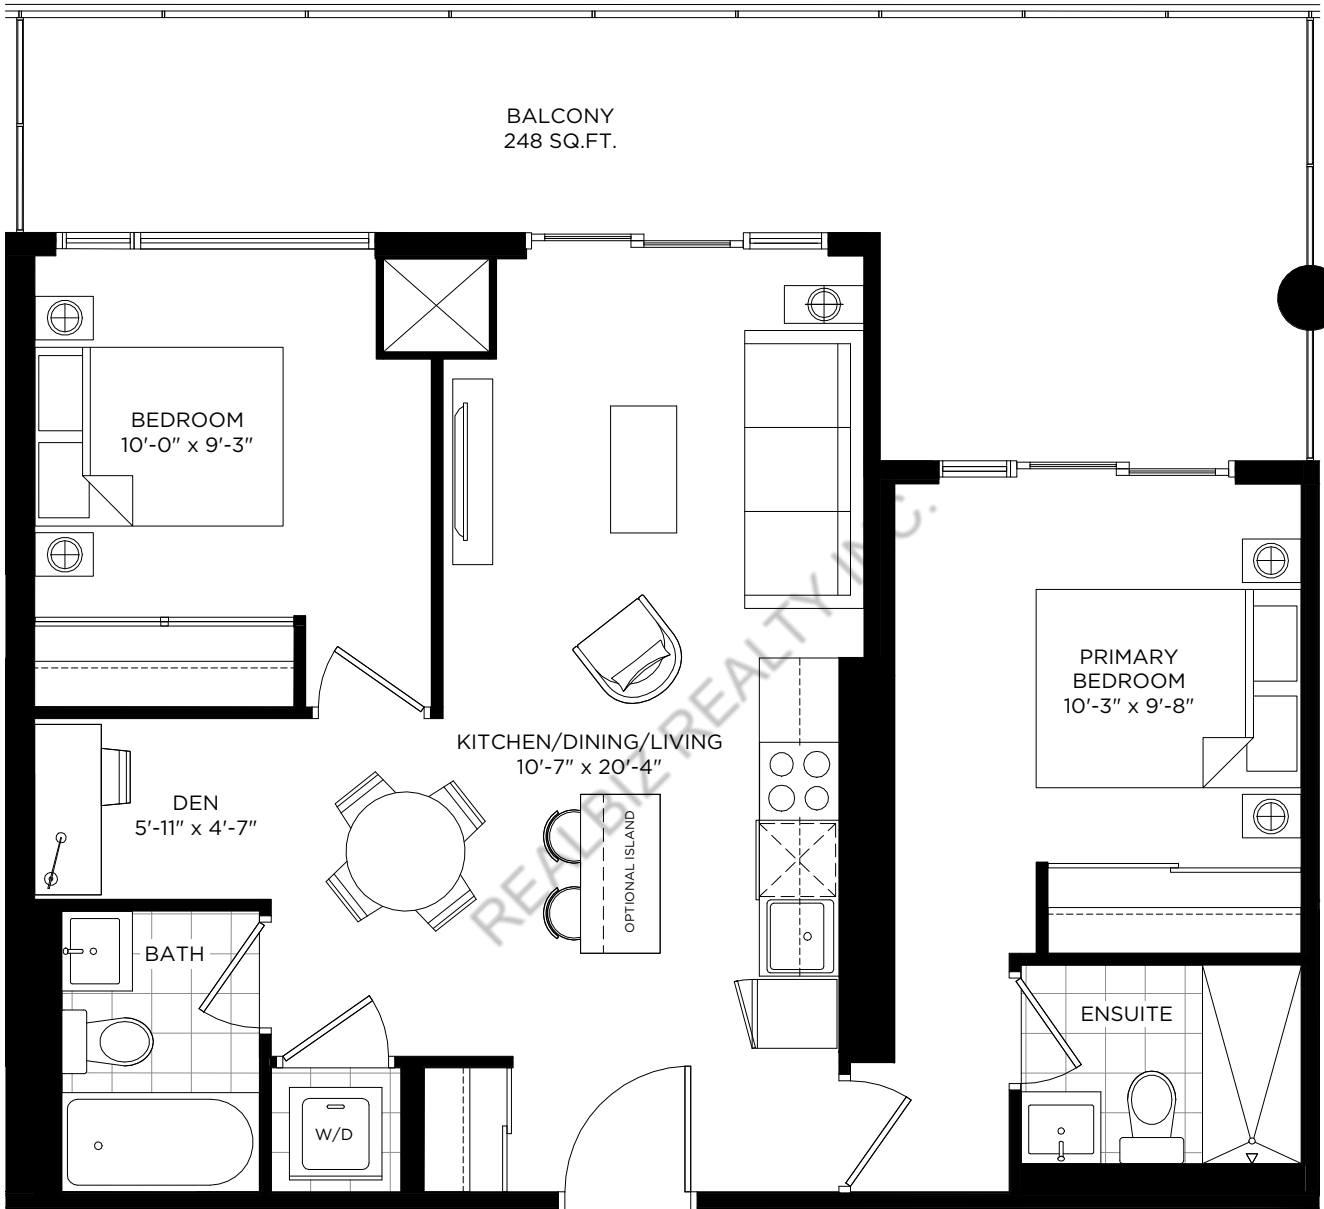 BALCONY
248 SQ.FT.
BEDROOM
10'-0" x 9'-3"
PRIMARY
BEDROOM
10'-3" x 9'-8"
KITCHEN/DINING/LIVING
10'-7" x 20'-4"
DEN
5'-11" x 4'-7"
OPTIONAL ISLAND
BATH
ENSUITE
W/D
REALBIZ REALTY INC.